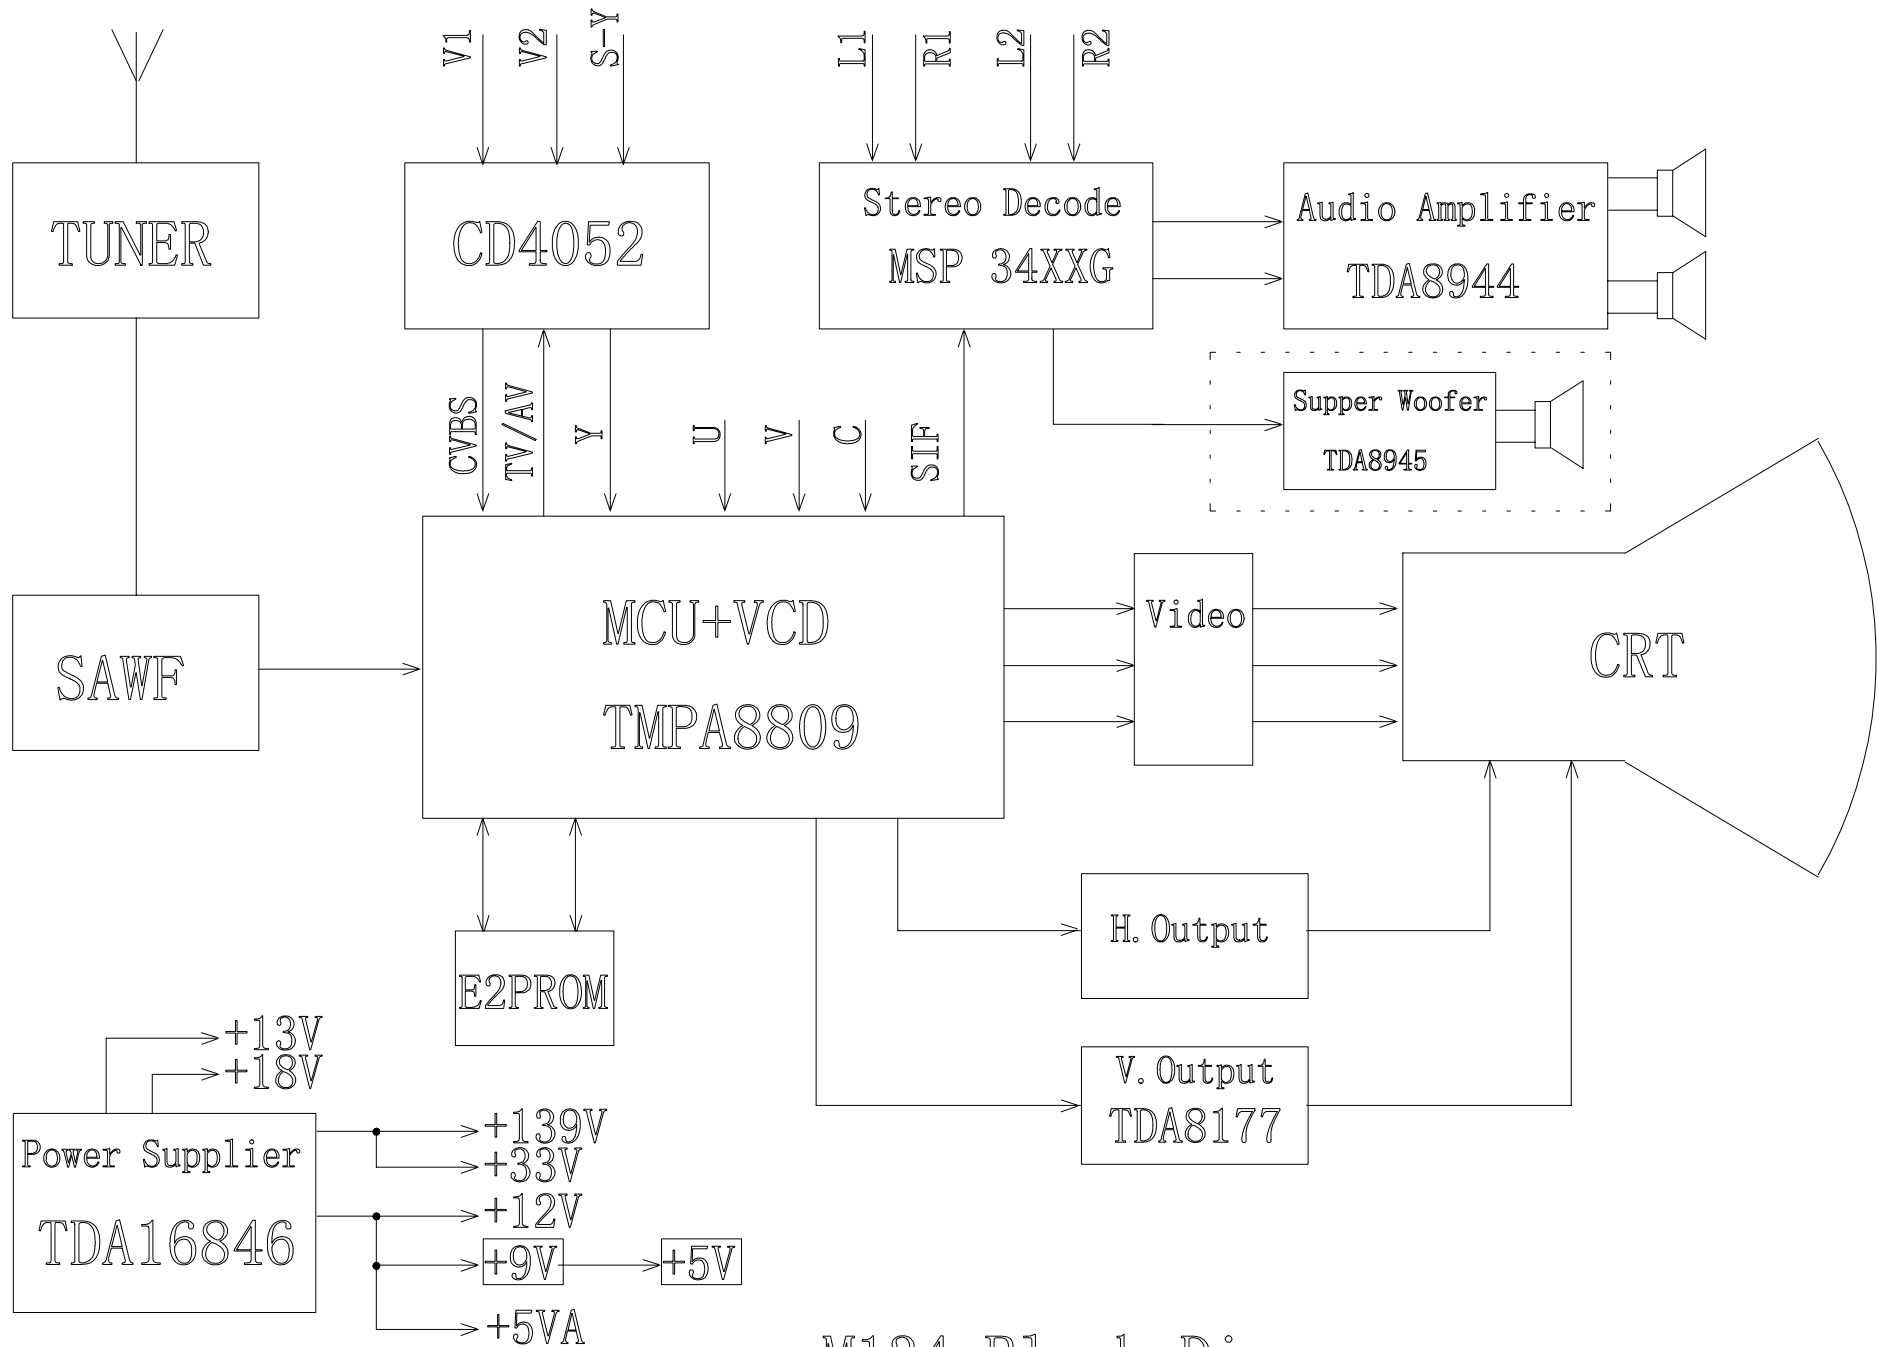 V1
V2
S-Y
L1
R1
L2
R2
TUNER
CD4052
Stereo Decode
MSP 34XXG
Audio Amplifier
TDA8944
CVBS
TV/AV
Y
U
V
C
SIF
Supper Woofer
TDA8945
SAWF
MCU+VCD
TMPA8809
Video
CRT
E2PROM
H.Output
V.Output
TDA8177
+13V
+18V
Power Supplier
TDA16846
+139V
+33V
+12V
+9V
+5V
+5VA